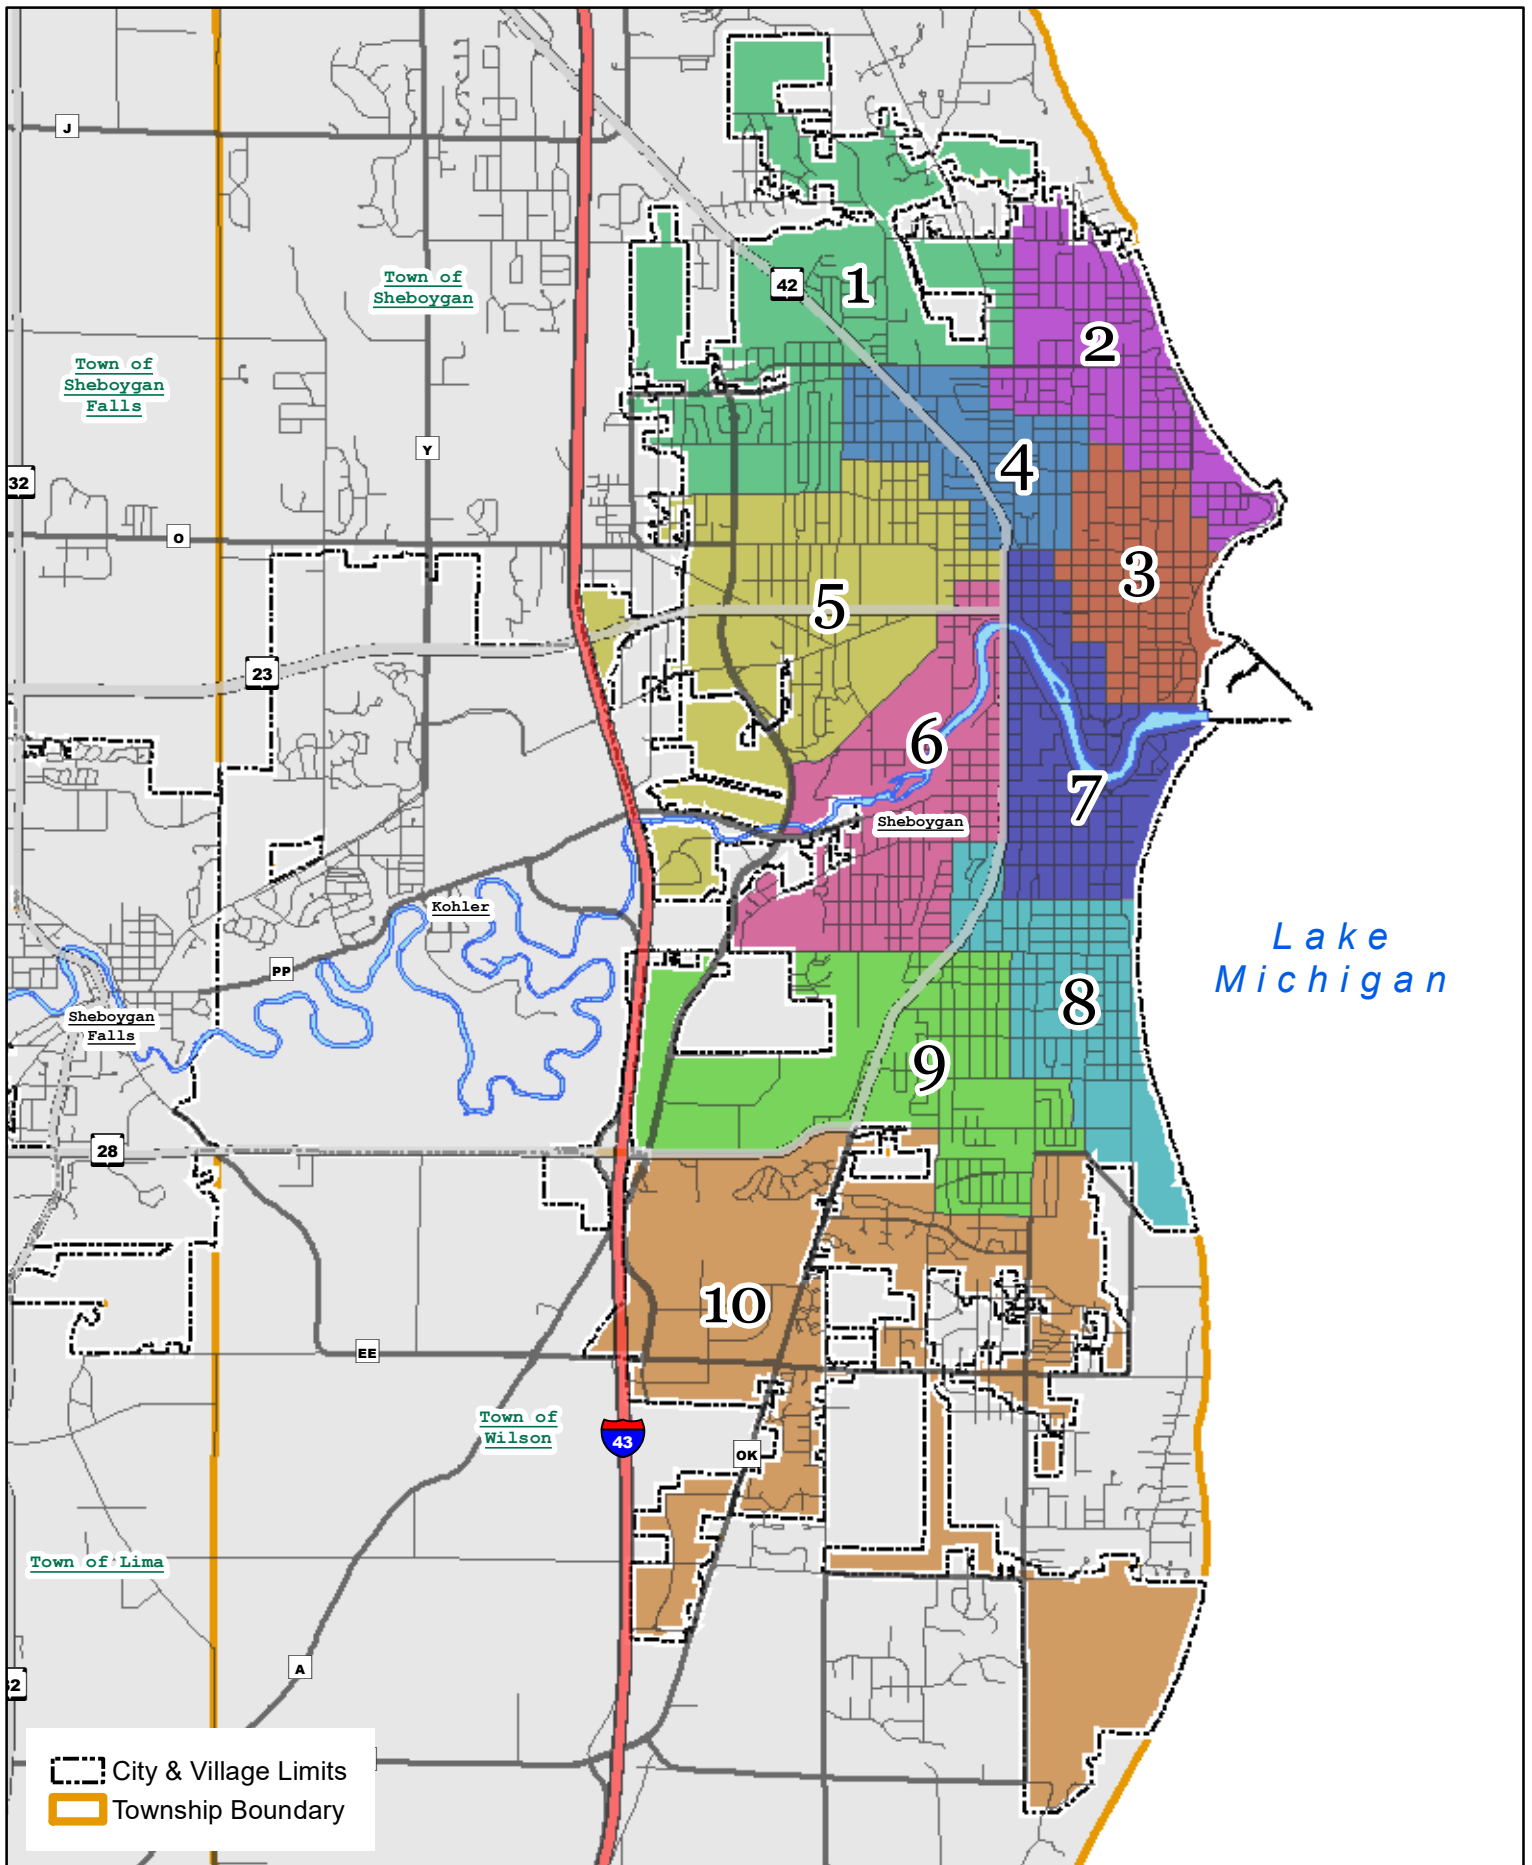 J
Town of
Sheboygan
42
1
2
Town of
Sheboygan
Falls
Y
4
32
O
3
5
23
6
7
Sheboygan
Kohler
Lake
Michigan
PP
8
Sheboygan
Falls
9
28
10
EE
Town of
Wilson
43
OK
Town of Lima
A
32
City & Village Limits
Township Boundary